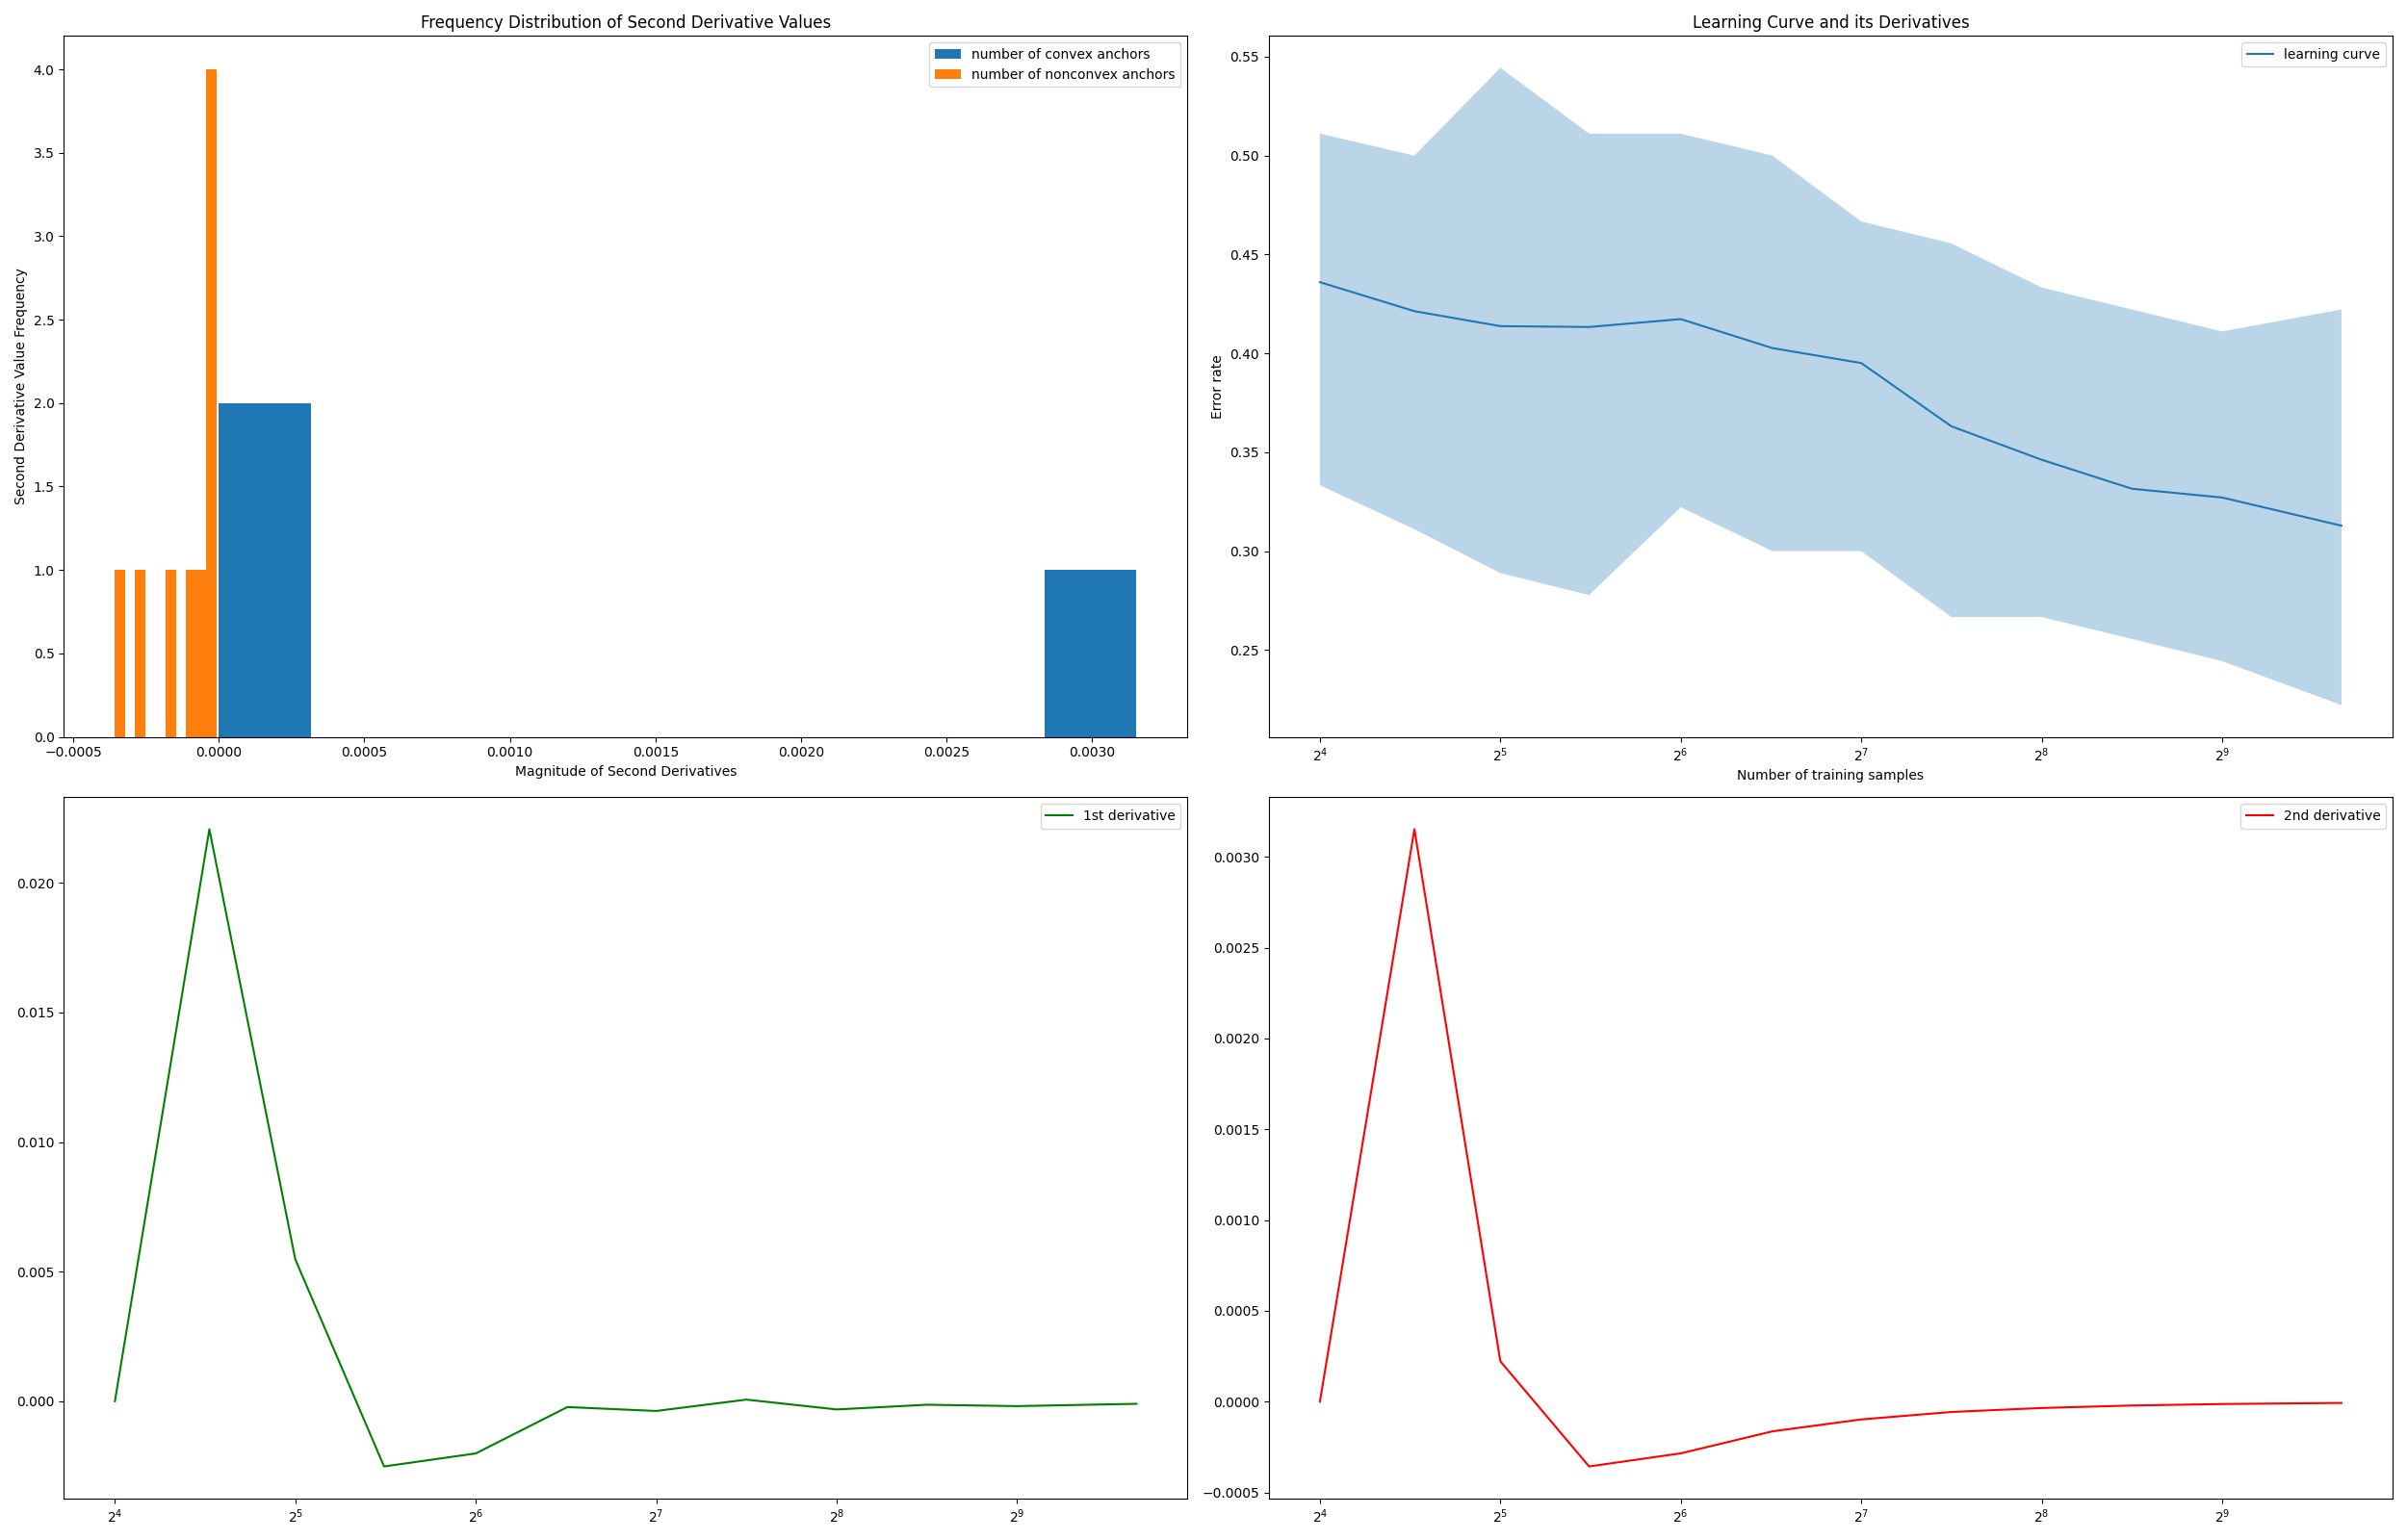 Frequency Distribution of Second Derivative Values
number of convex anchors
number of nonconvex anchors
4.0
3.5
3.0
2.5
2.0
1.5
1.0
0.5
0.0
Second Derivative Value Frequency
−0.0005 0.0000 0.0005 0.0010 0.0015 0.0020 0.0025 0.0030
Magnitude of Second Derivatives
Learning Curve and its Derivatives
learning curve
0.55
0.50
0.45
0.40
0.35
0.30
0.25
Error rate
2⁴ 2⁵ 2⁶ 2⁷ 2⁸ 2⁹
Number of training samples
1st derivative
0.020
0.015
0.010
0.005
0.000
2⁴ 2⁵ 2⁶ 2⁷ 2⁸ 2⁹
2nd derivative
0.0030
0.0025
0.0020
0.0015
0.0010
0.0005
0.0000
−0.0005
2⁴ 2⁵ 2⁶ 2⁷ 2⁸ 2⁹